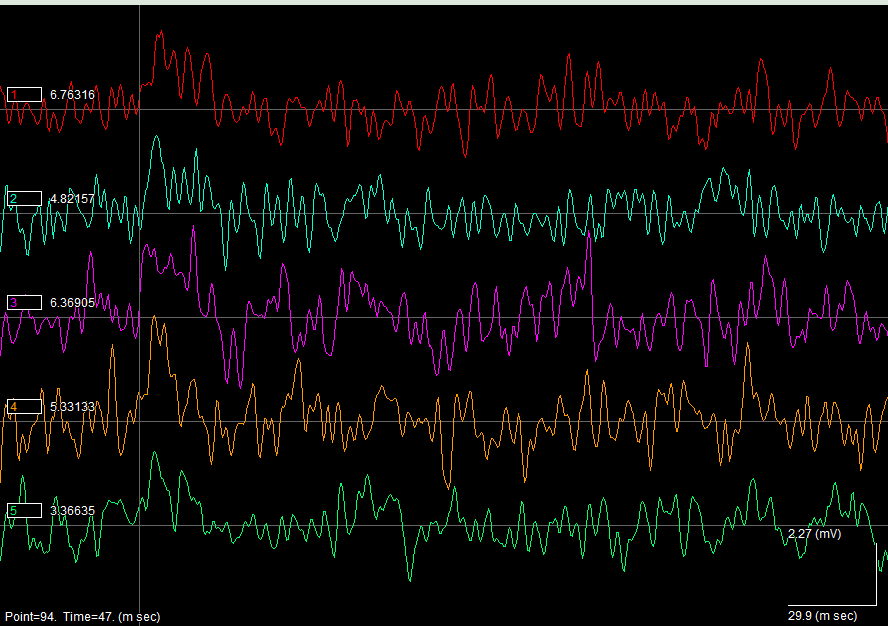 1 6.76316
2 4.82157
3 6.36905
4 5.33133
5 3.36635
2.27 (mV)
Point=94. Time=47. (m sec)
29.9 (m sec)